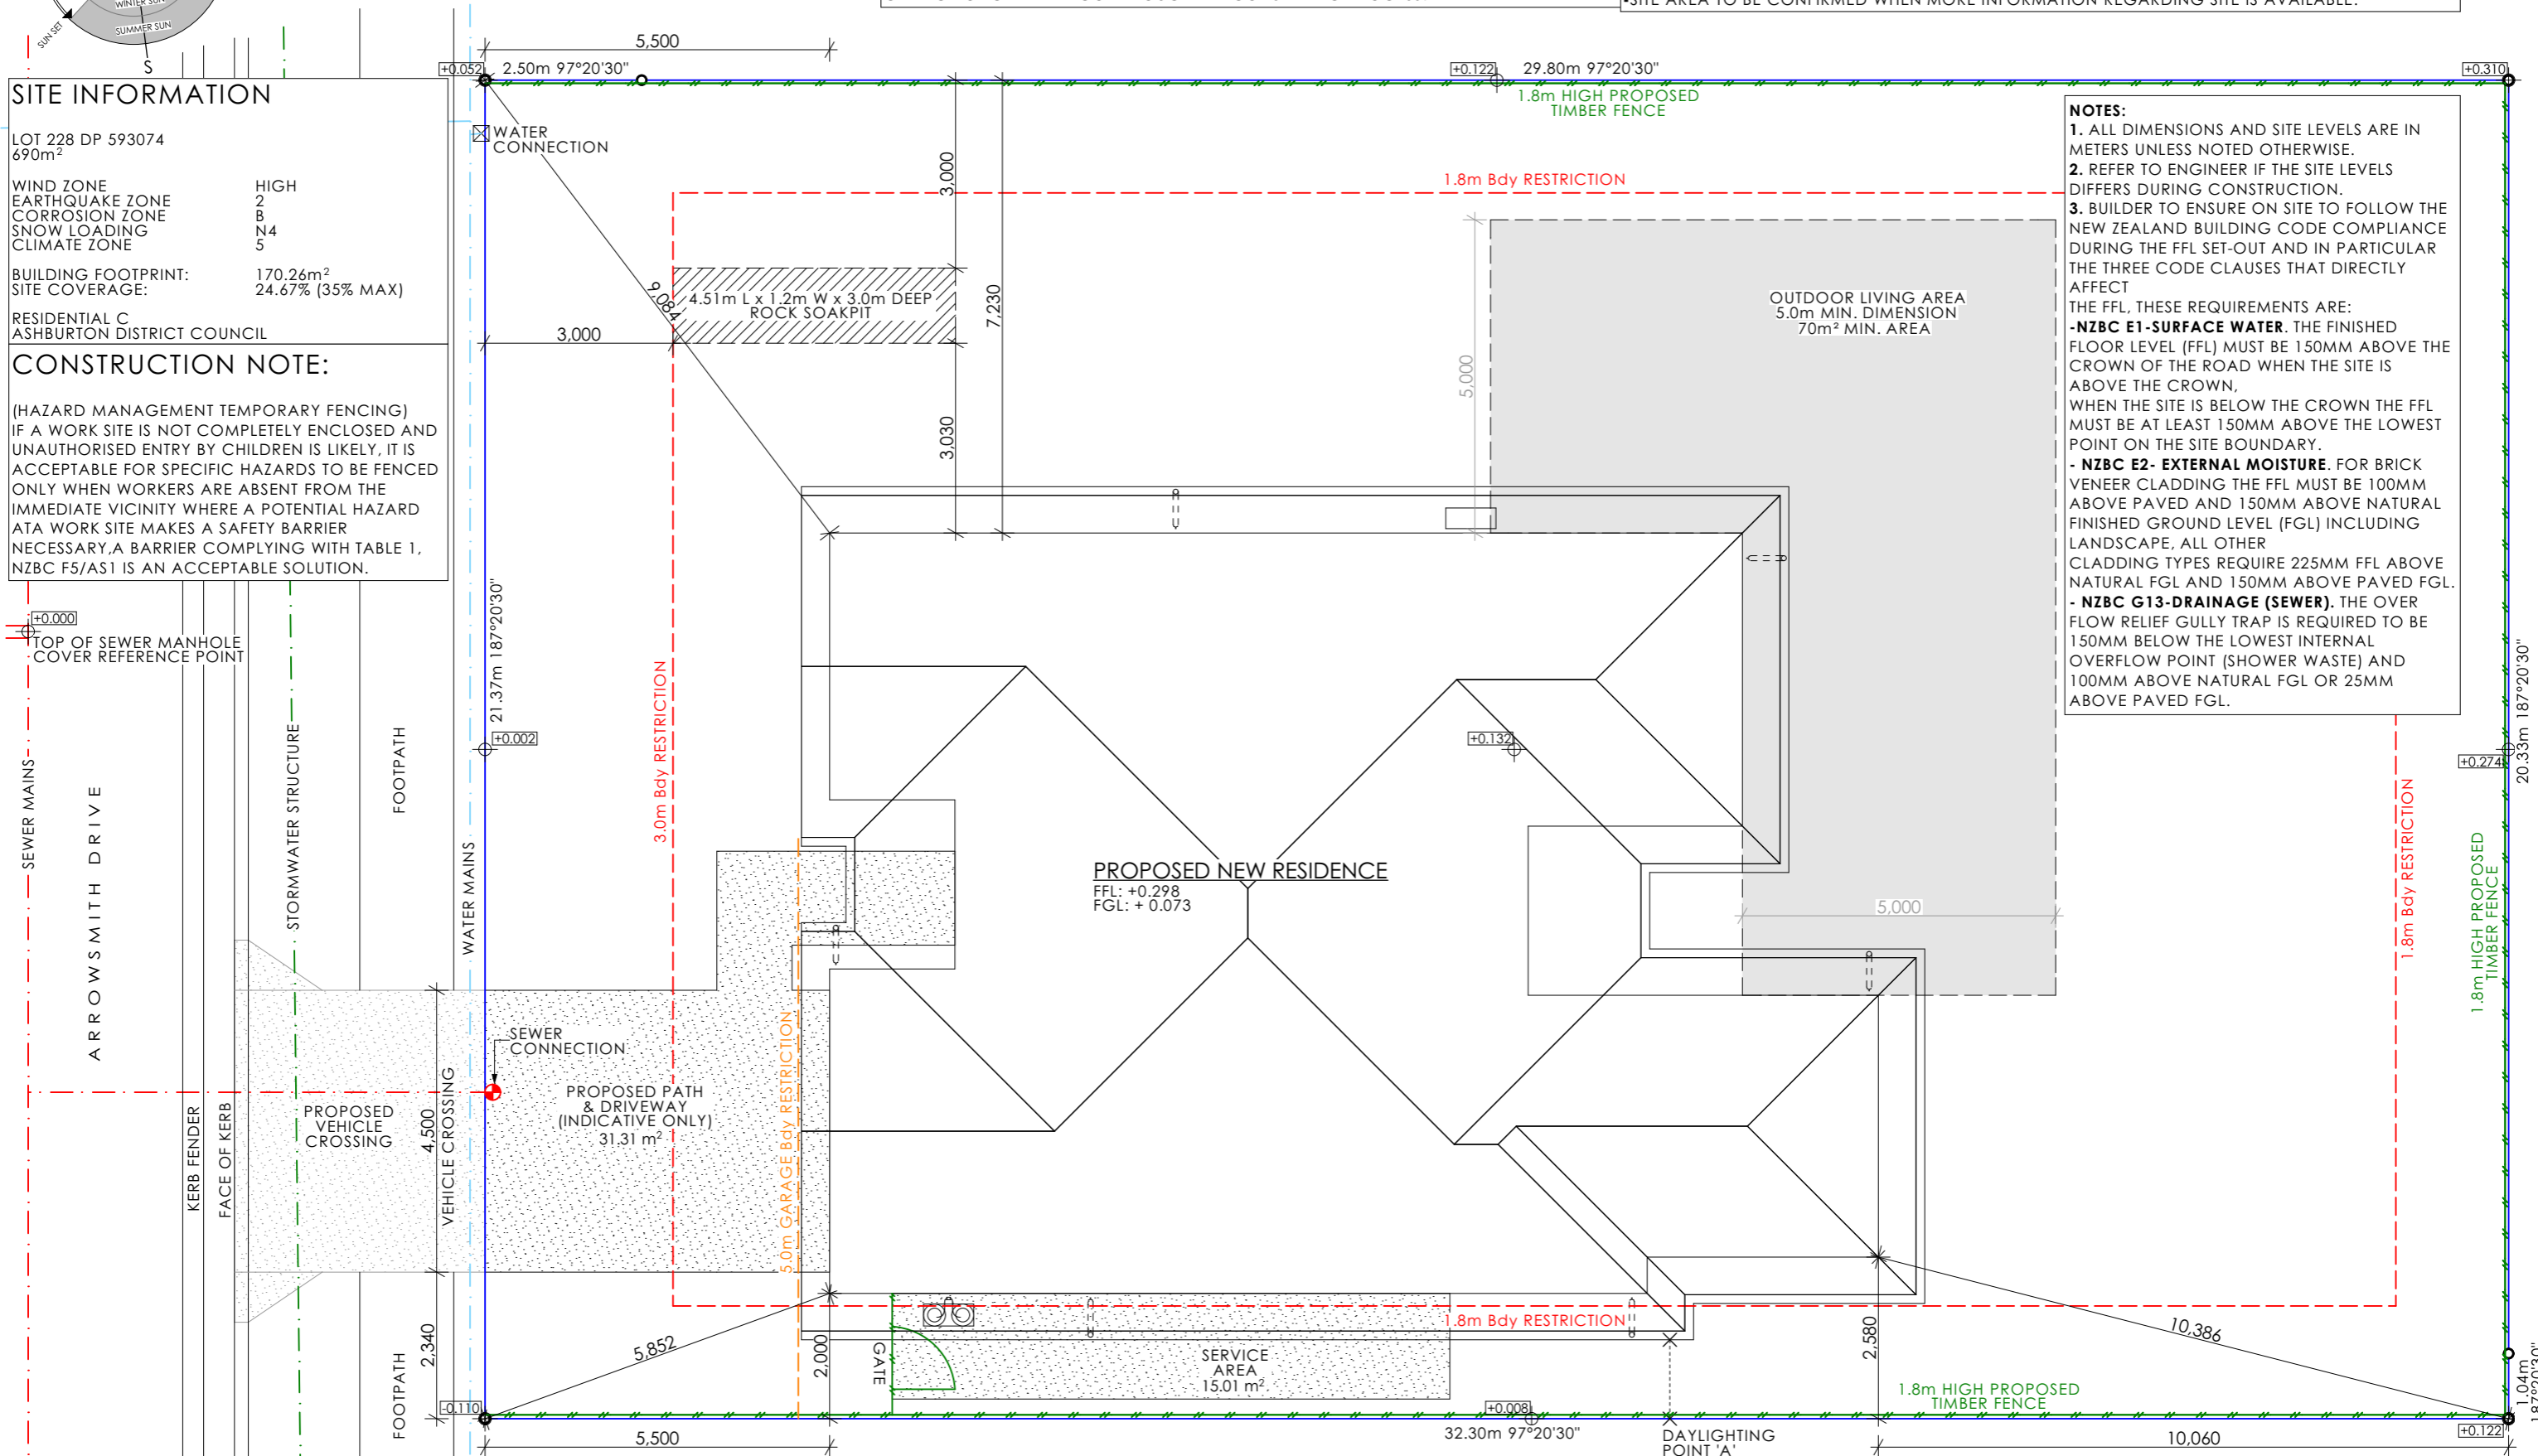 WINTER SUN
SUMMER SUN
SUN SET
S
-SITE AREA TO BE CONFIRMED WHEN MORE INFORMATION REGARDING SITE IS AVAILABLE.
5,500
+0.052
2.50m 97°20'30"
+0.122
29.80m 97°20'30"
+0.310
1.8m HIGH PROPOSED
TIMBER FENCE
SITE INFORMATION
LOT 228 DP 593074
690m²
WIND ZONE HIGH
EARTHQUAKE ZONE 2
CORROSION ZONE B
SNOW LOADING N4
CLIMATE ZONE 5
BUILDING FOOTPRINT: 170.26m²
SITE COVERAGE: 24.67% (35% MAX)
RESIDENTIAL C
ASHBURTON DISTRICT COUNCIL
CONSTRUCTION NOTE:
(HAZARD MANAGEMENT TEMPORARY FENCING)
IF A WORK SITE IS NOT COMPLETELY ENCLOSED AND
UNAUTHORISED ENTRY BY CHILDREN IS LIKELY, IT IS
ACCEPTABLE FOR SPECIFIC HAZARDS TO BE FENCED
ONLY WHEN WORKERS ARE ABSENT FROM THE
IMMEDIATE VICINITY WHERE A POTENTIAL HAZARD
ATA WORK SITE MAKES A SAFETY BARRIER
NECESSARY,A BARRIER COMPLYING WITH TABLE 1,
NZBC F5/AS1 IS AN ACCEPTABLE SOLUTION.
WATER
CONNECTION
3,000
1.8m Bdy RESTRICTION
9,084
4.51m L x 1.2m W x 3.0m DEEP
ROCK SOAKPIT
7,230
3,000
3,030
5,000
OUTDOOR LIVING AREA
5.0m MIN. DIMENSION
70m² MIN. AREA
NOTES:
1. ALL DIMENSIONS AND SITE LEVELS ARE IN
METERS UNLESS NOTED OTHERWISE.
2. REFER TO ENGINEER IF THE SITE LEVELS
DIFFERS DURING CONSTRUCTION.
3. BUILDER TO ENSURE ON SITE TO FOLLOW THE
NEW ZEALAND BUILDING CODE COMPLIANCE
DURING THE FFL SET-OUT AND IN PARTICULAR
THE THREE CODE CLAUSES THAT DIRECTLY
AFFECT
THE FFL, THESE REQUIREMENTS ARE:
-NZBC E1-SURFACE WATER. THE FINISHED
FLOOR LEVEL (FFL) MUST BE 150MM ABOVE THE
CROWN OF THE ROAD WHEN THE SITE IS
ABOVE THE CROWN,
WHEN THE SITE IS BELOW THE CROWN THE FFL
MUST BE AT LEAST 150MM ABOVE THE LOWEST
POINT ON THE SITE BOUNDARY.
- NZBC E2- EXTERNAL MOISTURE. FOR BRICK
VENEER CLADDING THE FFL MUST BE 100MM
ABOVE PAVED AND 150MM ABOVE NATURAL
FINISHED GROUND LEVEL (FGL) INCLUDING
LANDSCAPE, ALL OTHER
CLADDING TYPES REQUIRE 225MM FFL ABOVE
NATURAL FGL AND 150MM ABOVE PAVED FGL.
- NZBC G13-DRAINAGE (SEWER). THE OVER
FLOW RELIEF GULLY TRAP IS REQUIRED TO BE
150MM BELOW THE LOWEST INTERNAL
OVERFLOW POINT (SHOWER WASTE) AND
100MM ABOVE NATURAL FGL OR 25MM
ABOVE PAVED FGL.
+0.000
TOP OF SEWER MANHOLE
COVER REFERENCE POINT
21.37m 187°20'30"
+0.002
3.0m Bdy RESTRICTION
+0.132
+0.274
20.33m 187°20'30"
SEWER MAINS
ARROWSMITH DRIVE
STORMWATER STRUCTURE
FOOTPATH
WATER MAINS
PROPOSED NEW RESIDENCE
FFL: +0.298
FGL: + 0.073
5,000
1.8m Bdy RESTRICTION
1.8m HIGH PROPOSED
TIMBER FENCE
SEWER
CONNECTION
PROPOSED PATH
& DRIVEWAY
(INDICATIVE ONLY)
31.31 m²
5.0m GARAGE Bdy RESTRICTION
KERB FENDER
FACE OF KERB
PROPOSED
VEHICLE
CROSSING
4,500
VEHICLE CROSSING
2,340
FOOTPATH
5,852
2,000
GATE
SERVICE
AREA
15.01 m²
1.8m Bdy RESTRICTION
2,580
10,386
1.8m HIGH PROPOSED
TIMBER FENCE
1.04m
187°20'30"
-0.110
+0.008
+0.122
5,500
32.30m 97°20'30"
DAYLIGHTING
POINT 'A'
10,060